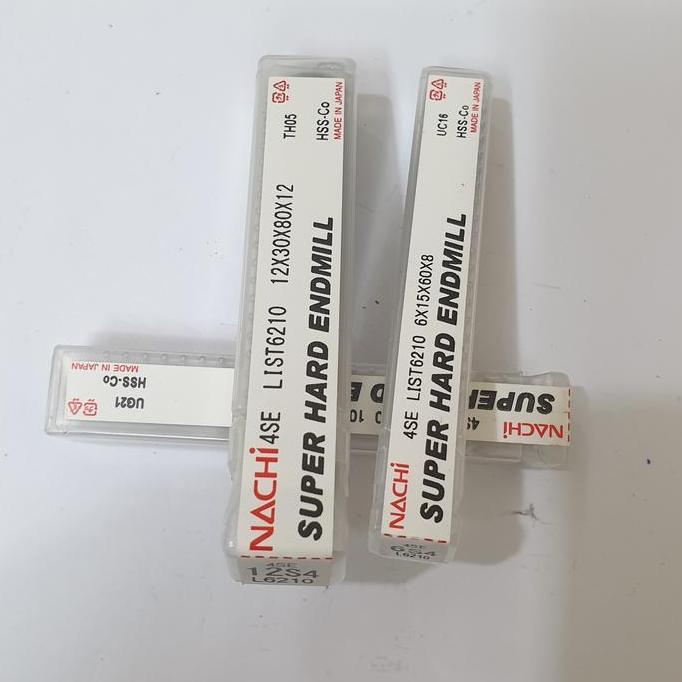 NACHi 4SE LIST6210 12X30X80X12 TH05
SUPER HARD ENDMILL HSS-Co
MADE IN JAPAN
4SE
12S4
L6210
NACHi 4SE LIST6210 6X15X60X8 UC16
SUPER HARD ENDMILL HSS-Co
MADE IN JAPAN
4SE
6S4
L6210
NACHi
SUPER
10
UG21
HSS-Co
MADE IN JAPAN